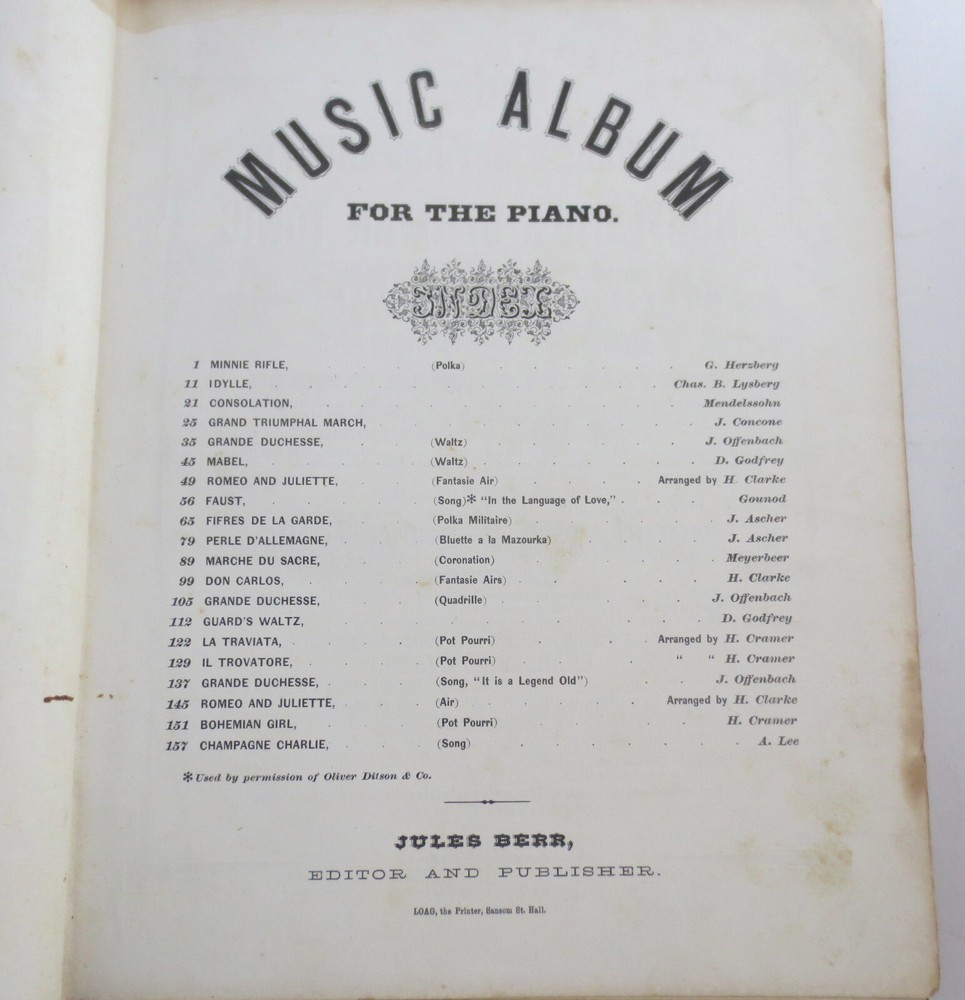 MUSIC ALBUM
FOR THE PIANO.
INDEX
1 MINNIE RIFLE, (Polka) G. Herzberg
11 IDYLLE, Chas. B. Lysberg
21 CONSOLATION, Mendelssohn
25 GRAND TRIUMPHAL MARCH, J. Concone
35 GRANDE DUCHESSE, (Waltz) J. Offenbach
45 MABEL, (Waltz) D. Godfrey
49 ROMEO AND JULIETTE, (Fantasie Air) Arranged by H. Clarke
56 FAUST, (Song)* "In the Language of Love," Gounod
65 FIFRES DE LA GARDE, (Polka Militaire) J. Ascher
79 PERLE D'ALLEMAGNE, (Bluette a la Mazourka) J. Ascher
89 MARCHE DU SACRE, (Coronation) Meyerbeer
99 DON CARLOS, (Fantasie Airs) H. Clarke
105 GRANDE DUCHESSE, (Quadrille) J. Offenbach
112 GUARD'S WALTZ, D. Godfrey
122 LA TRAVIATA, (Pot Pourri) Arranged by H. Cramer
129 IL TROVATORE, (Pot Pourri) " " H. Cramer
137 GRANDE DUCHESSE, (Song, "It is a Legend Old") J. Offenbach
145 ROMEO AND JULIETTE, (Air) Arranged by H. Clarke
151 BOHEMIAN GIRL, (Pot Pourri) H. Cramer
157 CHAMPAGNE CHARLIE, (Song) A. Lee
*Used by permission of Oliver Ditson & Co.
JULES BERR,
EDITOR AND PUBLISHER.
LOAG, the Printer, Sansom St. Hall.